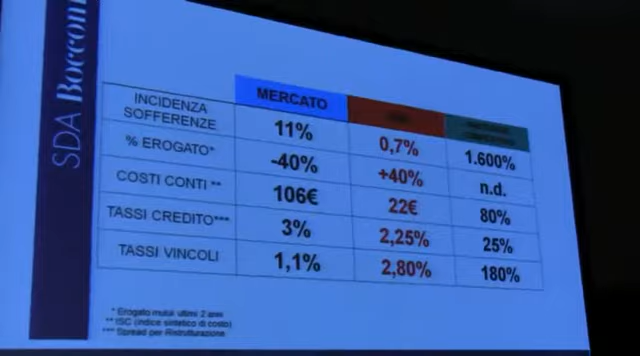 SDA Bocconi
MERCATO
INCIDENZA
SOFFERENZE
11%
0,7%
1.600%
% EROGATO*
-40%
+40%
n.d.
COSTI CONTI **
106€
22€
80%
TASSI CREDITO***
3%
2,25%
25%
TASSI VINCOLI
1,1%
2,80%
180%
* Erogato mutui ultimi 2 anni
** ISC (indice sintetico di costo)
*** Spread per Ristrutturazione